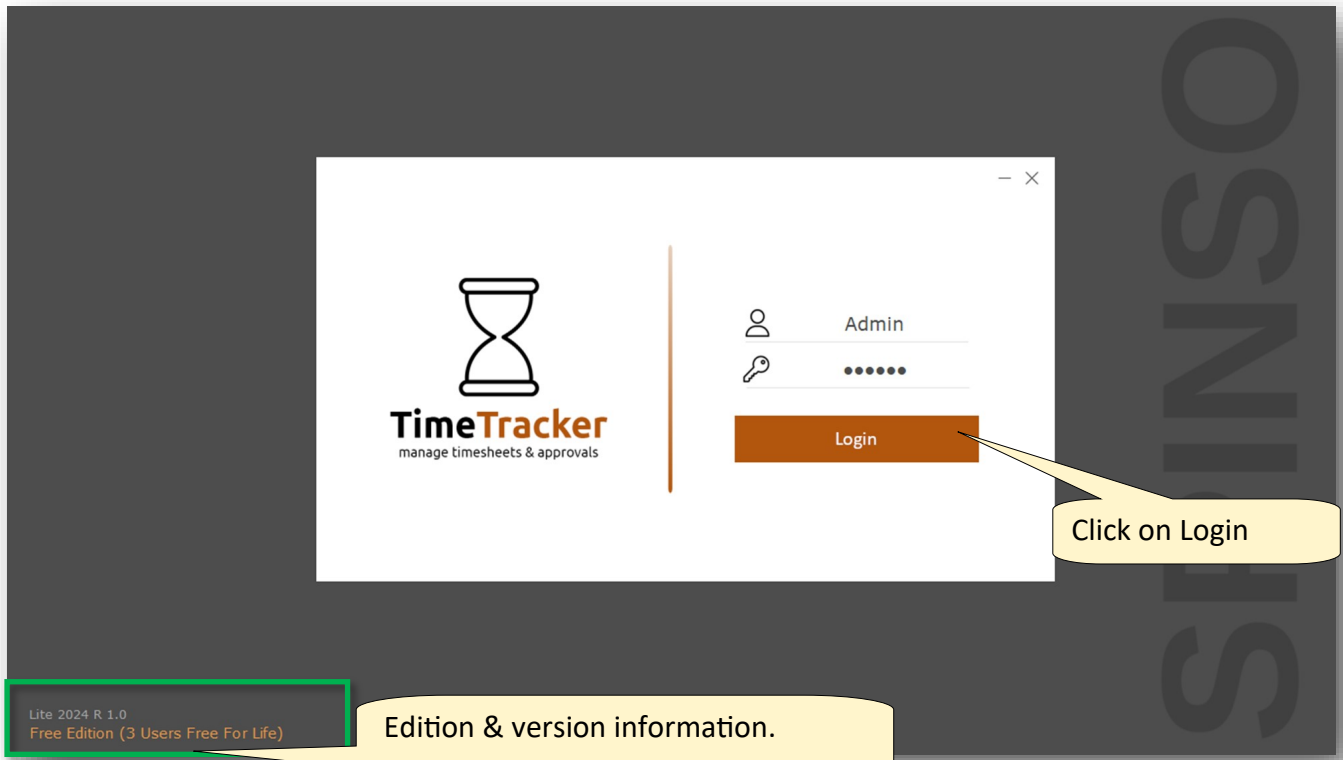 SPINSO
Admin
••••••
TimeTracker
manage timesheets & approvals
Login
Click on Login
Lite 2024 R 1.0
Free Edition (3 Users Free For Life)
Edition & version information.